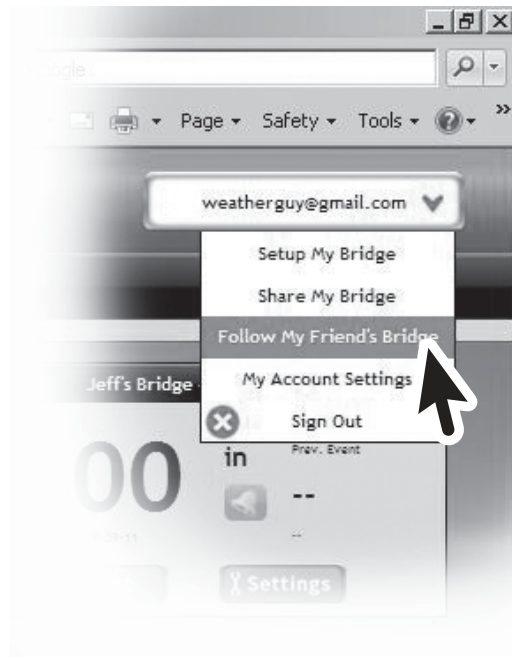 Page Safety Tools »
weatherguy@gmail.com
Setup My Bridge
Share My Bridge
Follow My Friend's Bridge
My Account Settings
Sign Out
Jeff's Bridge
00 in
Prev. Event
--
--
Settings